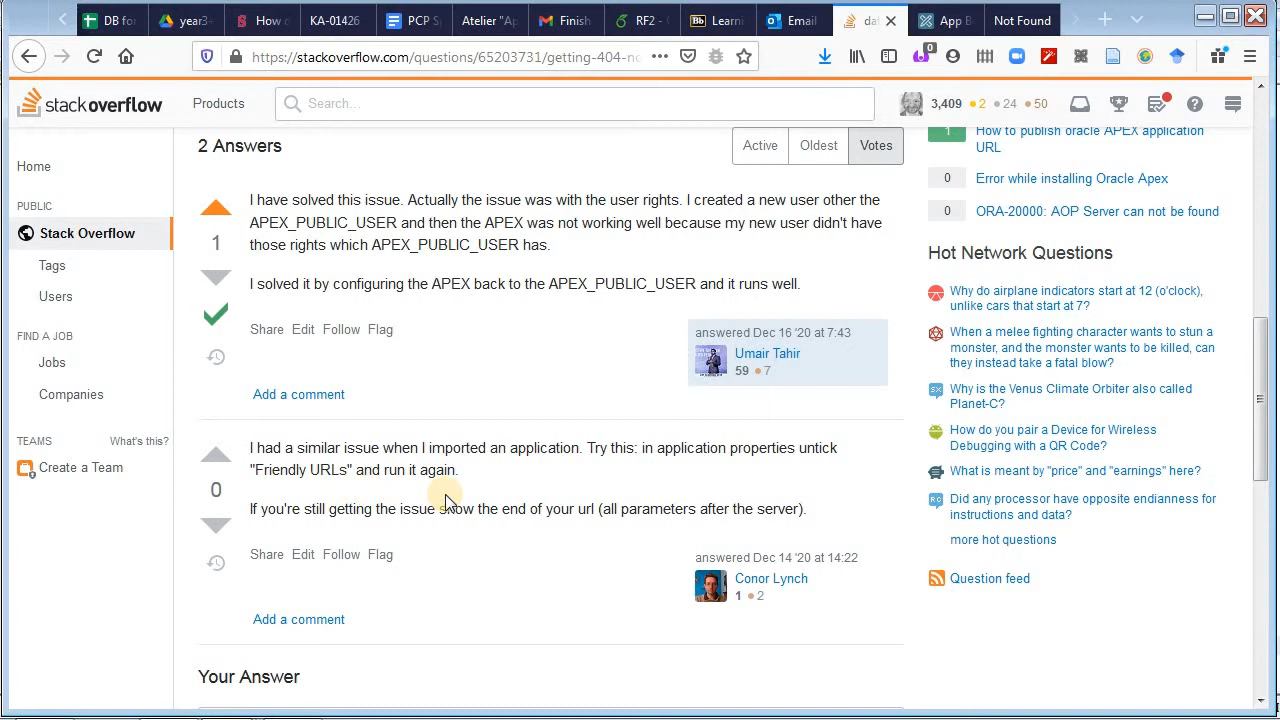 DB fo
year3+
How o
KA-01426
PCP S
Atelier "Ap
Finish
RF2 -
Learni
Email
dat
App B
Not Found
https://stackoverflow.com/questions/65203731/getting-404-no
0
stackoverflow
Products
Search...
3,409 2 24 50
Home
PUBLIC
Stack Overflow
Tags
Users
FIND A JOB
Jobs
Companies
TEAMS What's this?
Create a Team
2 Answers
Active Oldest Votes
1
I have solved this issue. Actually the issue was with the user rights. I created a new user other the
APEX_PUBLIC_USER and then the APEX was not working well because my new user didn't have
those rights which APEX_PUBLIC_USER has.
I solved it by configuring the APEX back to the APEX_PUBLIC_USER and it runs well.
Share Edit Follow Flag
answered Dec 16 '20 at 7:43
Umair Tahir
59 7
Add a comment
0
I had a similar issue when I imported an application. Try this: in application properties untick
"Friendly URLs" and run it again.
If you're still getting the issue show the end of your url (all parameters after the server).
Share Edit Follow Flag
answered Dec 14 '20 at 14:22
Conor Lynch
1 2
Add a comment
Your Answer
1 How to publish oracle APEX application
URL
0 Error while installing Oracle Apex
0 ORA-20000: AOP Server can not be found
Hot Network Questions
Why do airplane indicators start at 12 (o'clock),
unlike cars that start at 7?
When a melee fighting character wants to stun a
monster, and the monster wants to be killed, can
they instead take a fatal blow?
Why is the Venus Climate Orbiter also called
Planet-C?
How do you pair a Device for Wireless
Debugging with a QR Code?
What is meant by "price" and "earnings" here?
Did any processor have opposite endianness for
instructions and data?
more hot questions
Question feed